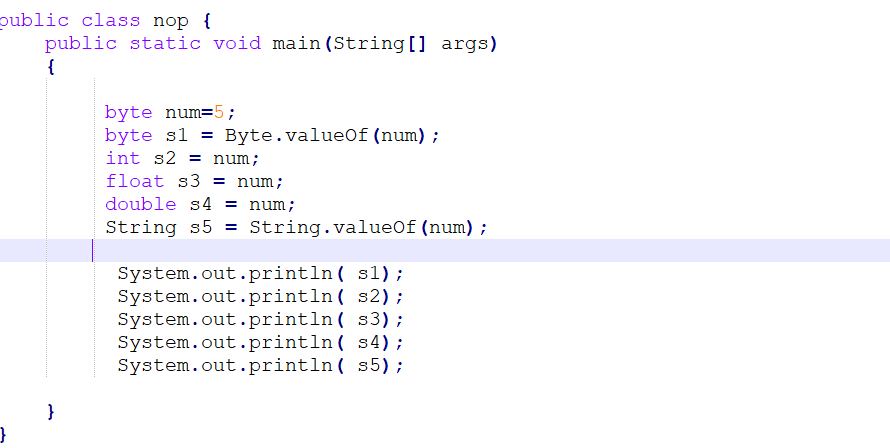 public class nop {
    public static void main(String[] args)
    {
        byte num=5;
        byte s1 = Byte.valueOf(num);
        int s2 = num;
        float s3 = num;
        double s4 = num;
        String s5 = String.valueOf(num);
         System.out.println( s1);
         System.out.println( s2);
         System.out.println( s3);
         System.out.println( s4);
         System.out.println( s5);
    }
}